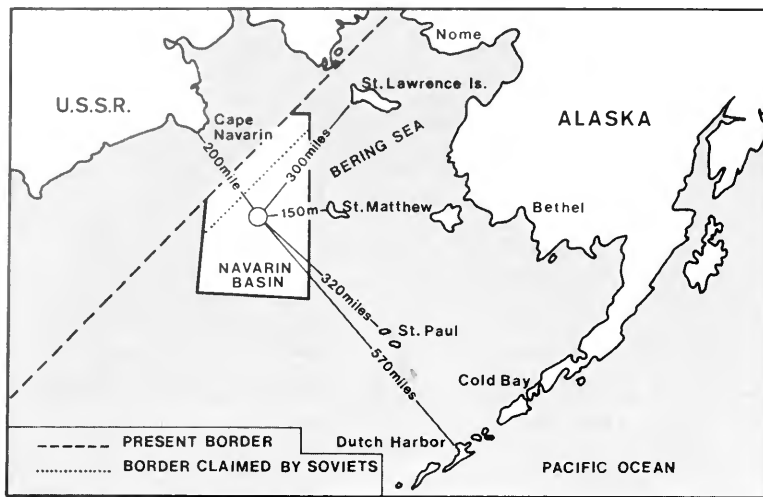 Nome
St. Lawrence Is.
U.S.S.R.
Cape
Navarin
ALASKA
BERING SEA
200mile
300miles
150m
St. Matthew
Bethel
NAVARIN
BASIN
320miles
St. Paul
570miles
Cold Bay
Dutch Harbor
PRESENT BORDER
BORDER CLAIMED BY SOVIETS
PACIFIC OCEAN